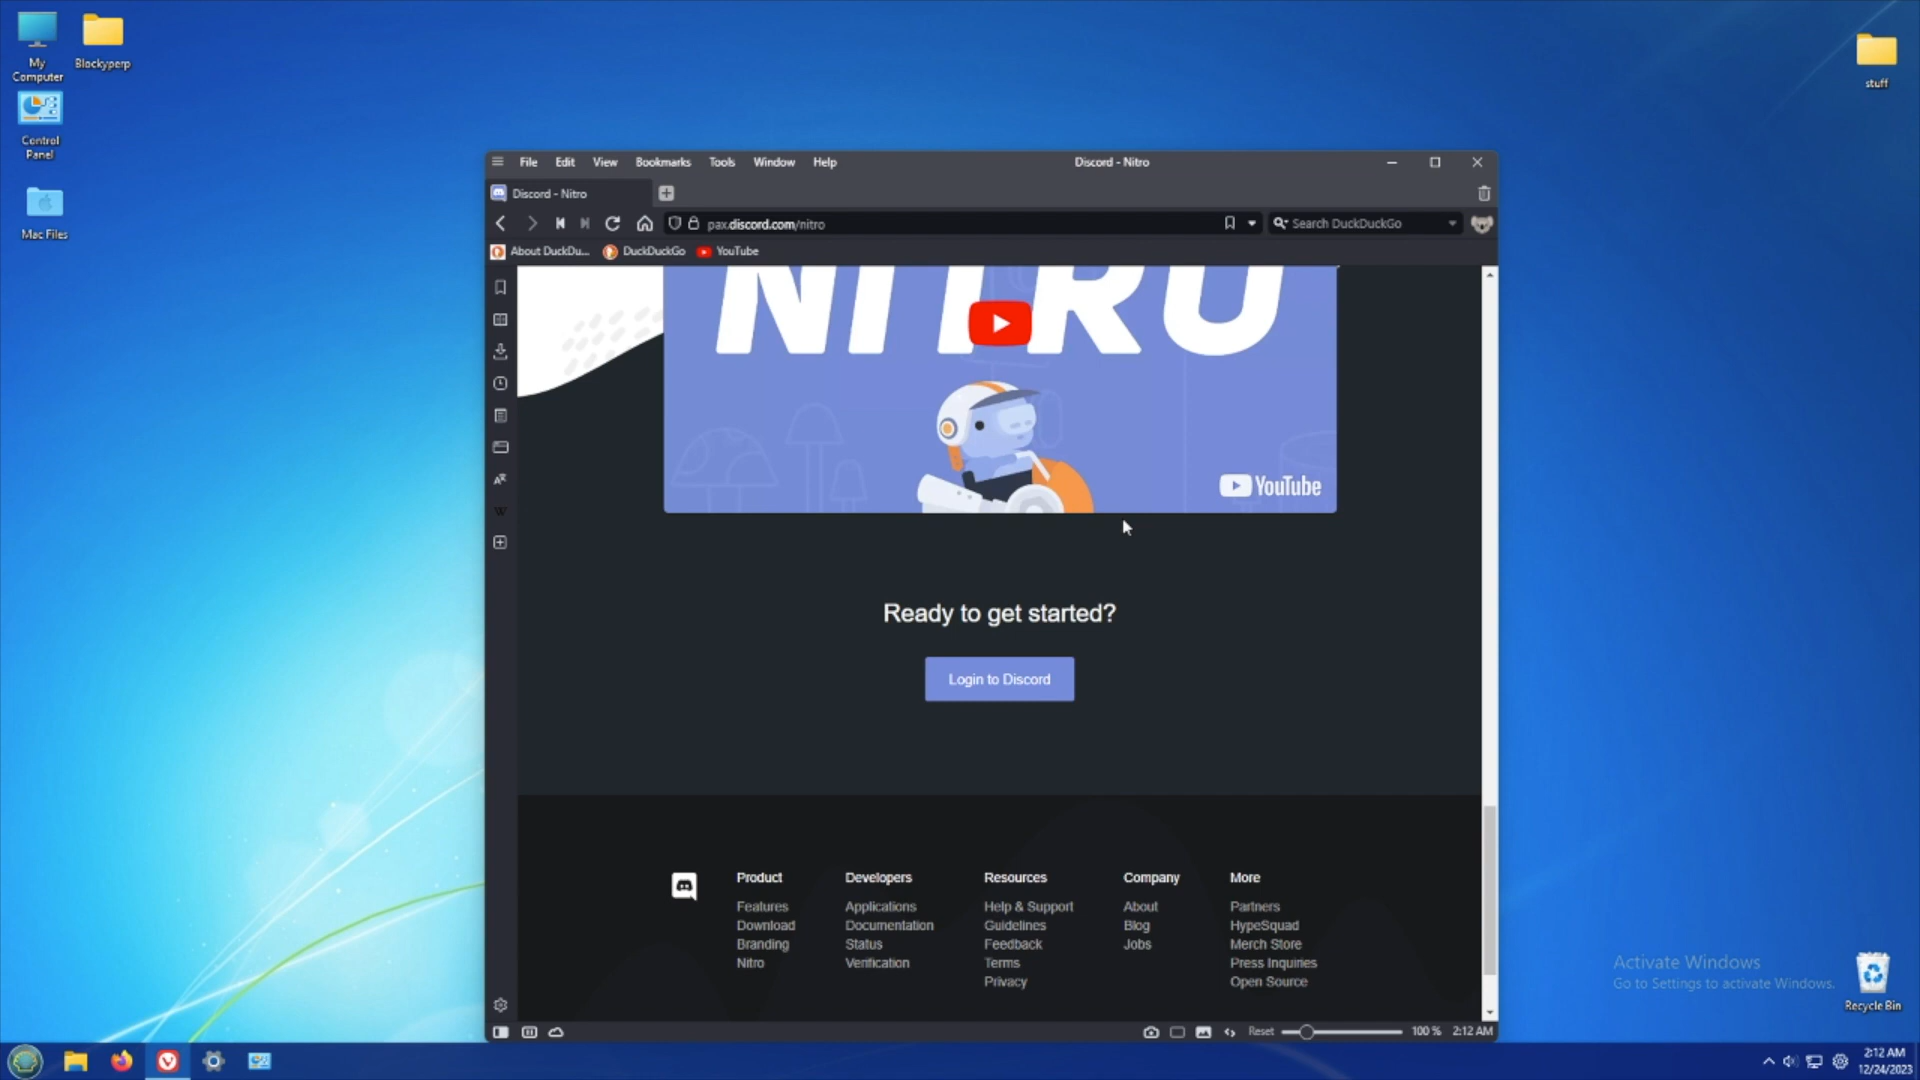 My
Computer
Blockyperp
Control
Panel
Mac Files
stuff
File Edit View Bookmarks Tools Window Help
Discord - Nitro
Discord - Nitro
pax.discord.com/nitro
Search DuckDuckGo
About DuckDu...
DuckDuckGo
YouTube
W
NITRO
YouTube
Ready to get started?
Login to Discord
Product
Features
Download
Branding
Nitro
Developers
Applications
Documentation
Status
Verification
Resources
Help & Support
Guidelines
Feedback
Terms
Privacy
Company
About
Blog
Jobs
More
Partners
HypeSquad
Merch Store
Press Inquiries
Open Source
Reset
100 %
2:12 AM
Activate Windows
Go to Settings to activate Windows.
Recycle Bin
2:12 AM
12/24/2023